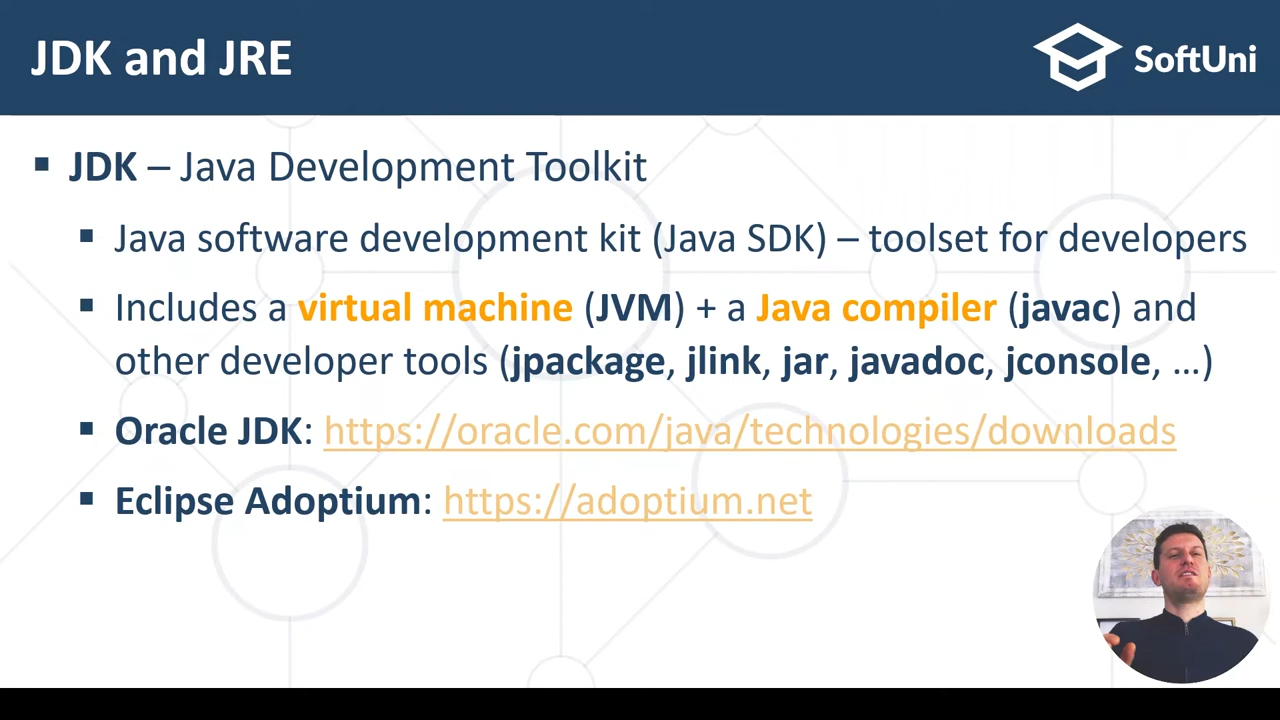 JDK and JRE
SoftUni
▪ JDK – Java Development Toolkit
▪ Java software development kit (Java SDK) – toolset for developers
▪ Includes a virtual machine (JVM) + a Java compiler (javac) and
other developer tools (jpackage, jlink, jar, javadoc, jconsole, …)
▪ Oracle JDK: https://oracle.com/java/technologies/downloads
▪ Eclipse Adoptium: https://adoptium.net